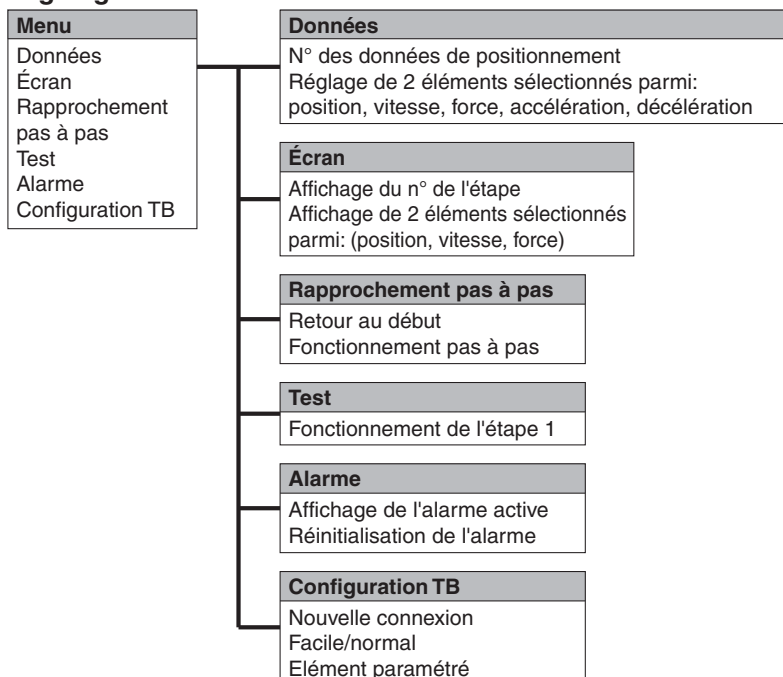 Menu
Données
Écran
Rapprochement
pas à pas
Test
Alarme
Configuration TB
Données
N° des données de positionnement
Réglage de 2 éléments sélectionnés parmi:
position, vitesse, force, accélération, décélération
Écran
Affichage du n° de l'étape
Affichage de 2 éléments sélectionnés
parmi: (position, vitesse, force)
Rapprochement pas à pas
Retour au début
Fonctionnement pas à pas
Test
Fonctionnement de l'étape 1
Alarme
Affichage de l'alarme active
Réinitialisation de l'alarme
Configuration TB
Nouvelle connexion
Facile/normal
Elément paramétré